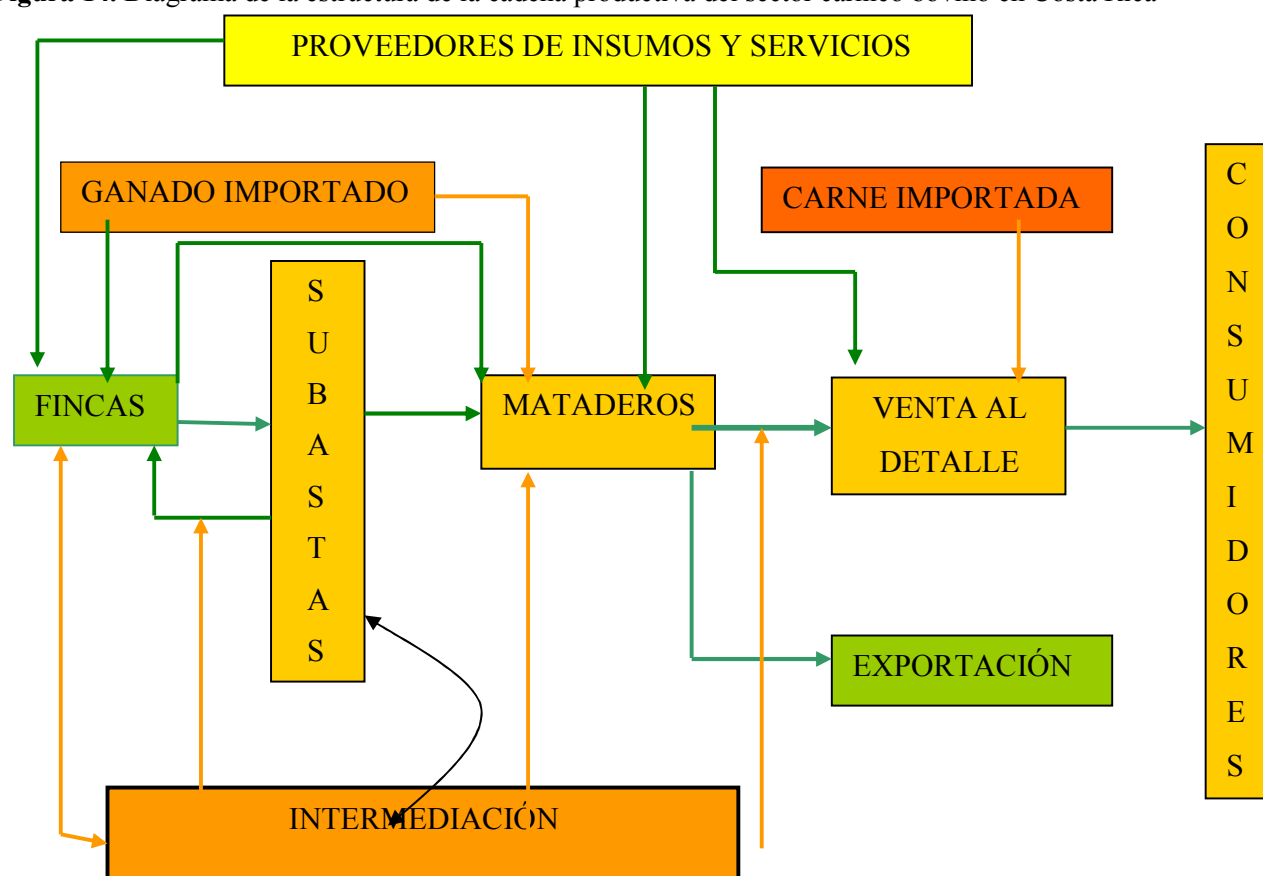 PROVEEDORES DE INSUMOS Y SERVICIOS
GANADO IMPORTADO
CARNE IMPORTADA
FINCAS
S
U
B
A
S
T
A
S
MATADEROS
VENTA AL
DETALLE
EXPORTACIÓN
INTERMEDIACIÓN
C
O
N
S
U
M
I
D
O
R
E
S